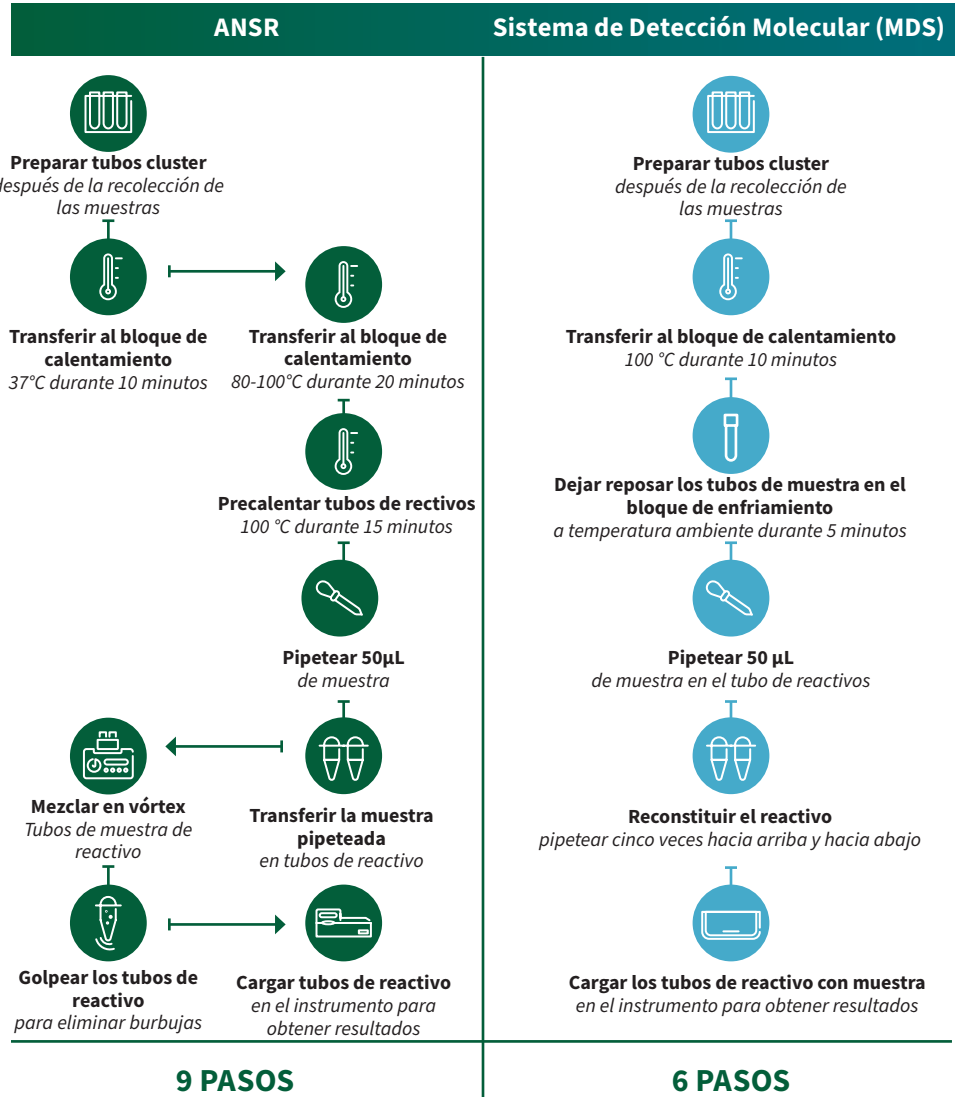 ANSR
Preparar tubos cluster
después de la recolección de
las muestras
Transferir al bloque de
calentamiento
37°C durante 10 minutos
Transferir al bloque de
calentamiento
80-100°C durante 20 minutos
Precalentar tubos de rectivos
100 °C durante 15 minutos
Pipetear 50µL
de muestra
Transferir la muestra
pipeteada
en tubos de reactivo
Mezclar en vórtex
Tubos de muestra de
reactivo
Golpear los tubos de
reactivo
para eliminar burbujas
Cargar tubos de reactivo
en el instrumento para
obtener resultados
9 PASOS
Sistema de Detección Molecular (MDS)
Preparar tubos cluster
después de la recolección de
las muestras
Transferir al bloque de calentamiento
100 °C durante 10 minutos
Dejar reposar los tubos de muestra en el
bloque de enfriamiento
a temperatura ambiente durante 5 minutos
Pipetear 50 µL
de muestra en el tubo de reactivos
Reconstituir el reactivo
pipetear cinco veces hacia arriba y hacia abajo
Cargar los tubos de reactivo con muestra
en el instrumento para obtener resultados
6 PASOS